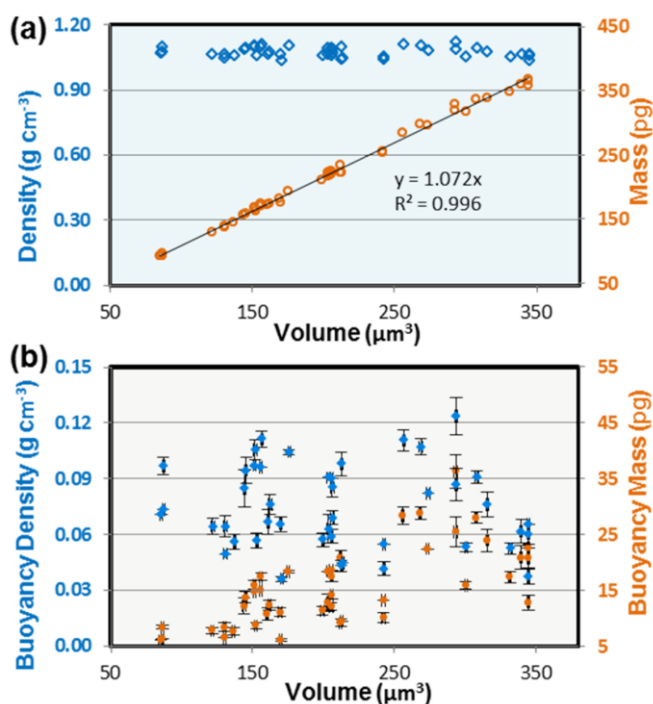 (a)
Density (g cm⁻³)
1.20
0.90
0.60
0.30
0.00
y = 1.072x
R² = 0.996
450
350
250
150
50
Mass (pg)
50 150 250 350
Volume (µm³)
(b)
Buoyancy Density (g cm⁻³)
0.15
0.12
0.09
0.06
0.03
0.00
55
45
35
25
15
5
Buoyancy Mass (pg)
50 150 250 350
Volume (µm³)